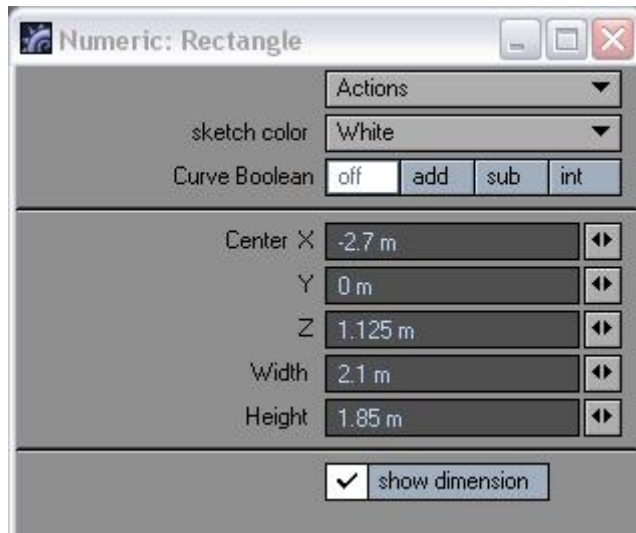 Numeric: Rectangle
Actions
sketch color White
Curve Boolean off add sub int
Center X -2.7 m
Y 0 m
Z 1.125 m
Width 2.1 m
Height 1.85 m
show dimension